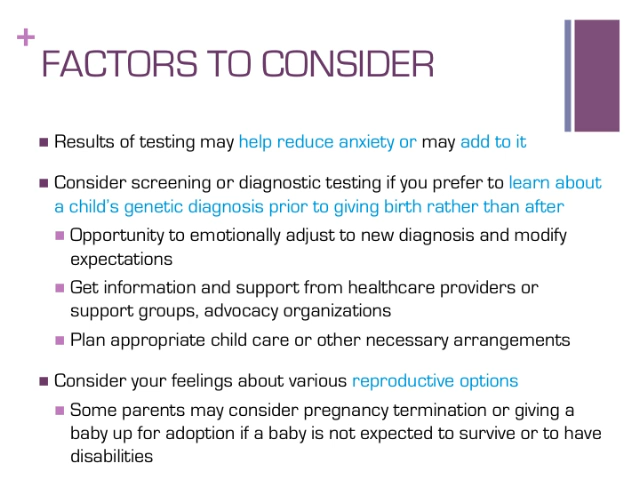 +
FACTORS TO CONSIDER
Results of testing may help reduce anxiety or may add to it
Consider screening or diagnostic testing if you prefer to learn about
a child's genetic diagnosis prior to giving birth rather than after
Opportunity to emotionally adjust to new diagnosis and modify
expectations
Get information and support from healthcare providers or
support groups, advocacy organizations
Plan appropriate child care or other necessary arrangements
Consider your feelings about various reproductive options
Some parents may consider pregnancy termination or giving a
baby up for adoption if a baby is not expected to survive or to have
disabilities